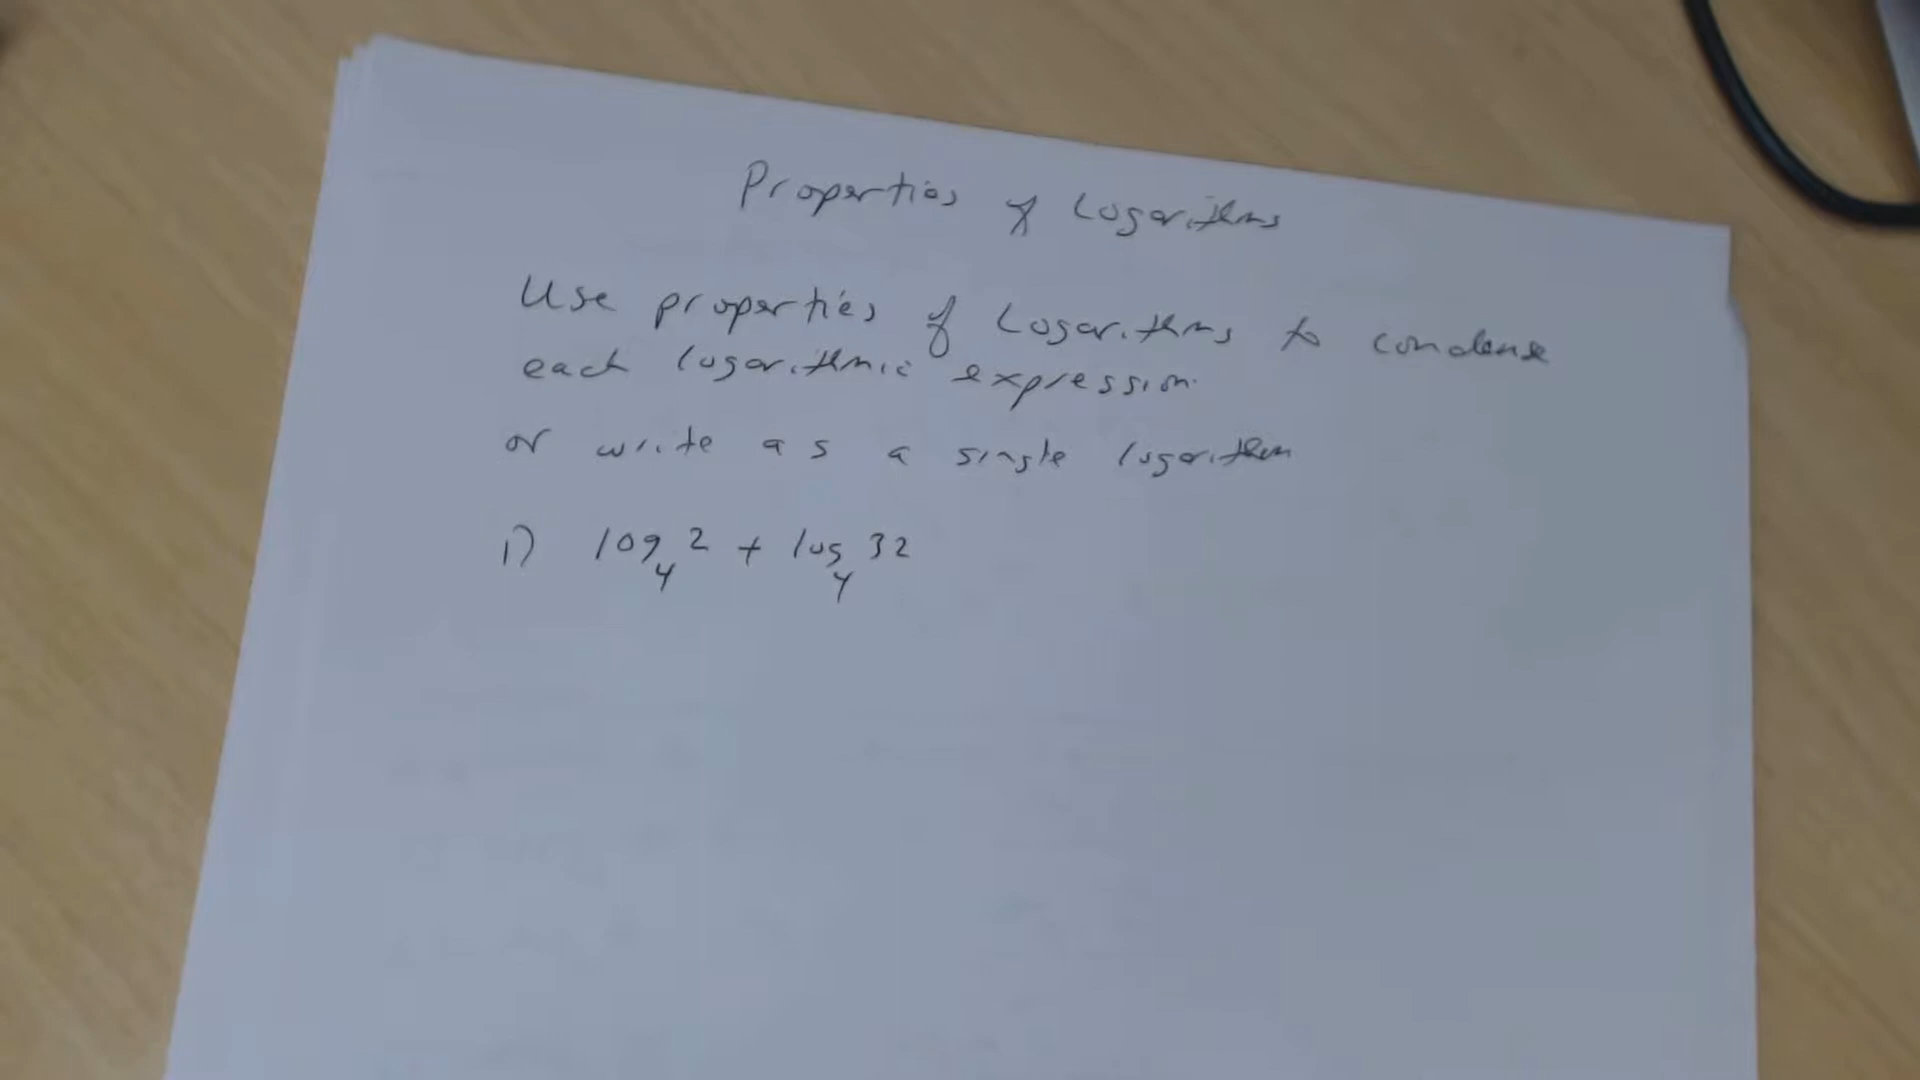 Properties of Logarithms
Use properties of Logarithms to condense
each logarithmic expression.
or write as a single logarithm
1) log₄ 2 + log₄ 32